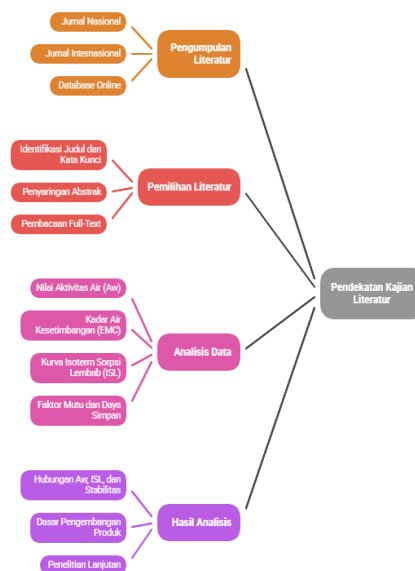 Jurnal Nasional
Jurnal Internasional
Database Online
Pengumpulan
Literatur
Identifikasi Judul dan
Kata Kunci
Penyaringan Abstrak
Pembacaan Full-Text
Pemilihan Literatur
Nilai Aktivitas Air (Aw)
Kadar Air
Kesetimbangan (EMC)
Kurva Isoterm Sorpsi
Lembab (ISL)
Faktor Mutu dan Daya
Simpan
Analisis Data
Hubungan Aw, ISL, dan
Stabilitas
Dasar Pengembangan
Produk
Penelitian Lanjutan
Hasil Analisis
Pendekatan Kajian
Literatur